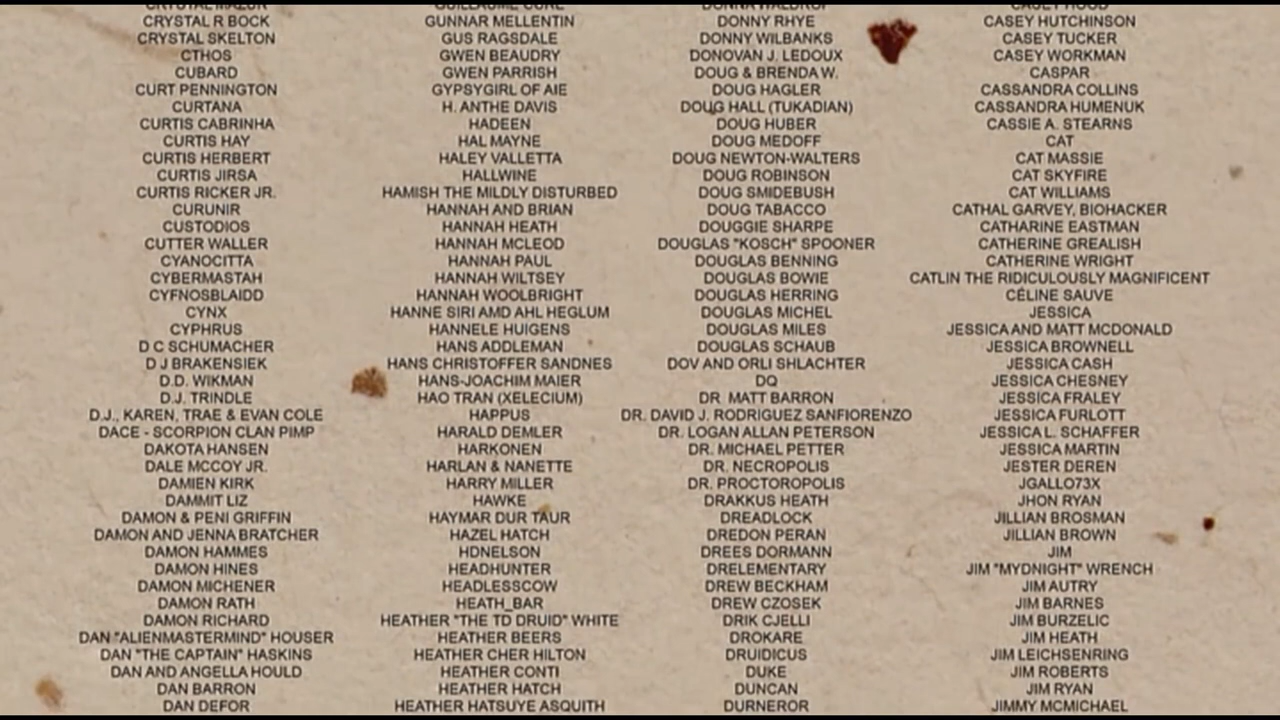 CRYSTAL MAZUR
CRYSTAL R BOCK
CRYSTAL SKELTON
CTHOS
CUBARD
CURT PENNINGTON
CURTANA
CURTIS CABRINHA
CURTIS HAY
CURTIS HERBERT
CURTIS JIRSA
CURTIS RICKER JR.
CURUNIR
CUSTODIOS
CUTTER WALLER
CYANOCITTA
CYBERMASTAH
CYFNOSBLAIDD
CYNX
CYPHRUS
D C SCHUMACHER
D J BRAKENSIEK
D.D. WIKMAN
D.J. TRINDLE
D.J., KAREN, TRAE & EVAN COLE
DACE - SCORPION CLAN PIMP
DAKOTA HANSEN
DALE MCCOY JR.
DAMIEN KIRK
DAMMIT LIZ
DAMON & PENI GRIFFIN
DAMON AND JENNA BRATCHER
DAMON HAMMES
DAMON HINES
DAMON MICHENER
DAMON RATH
DAMON RICHARD
DAN "ALIENMASTERMIND" HOUSER
DAN "THE CAPTAIN" HASKINS
DAN AND ANGELLA HOULD
DAN BARRON
DAN DEFOR
GUNNAR MELLENTIN
GUS RAGSDALE
GWEN BEAUDRY
GWEN PARRISH
GYPSYGIRL OF AIE
H. ANTHE DAVIS
HADEEN
HAL MAYNE
HALEY VALLETTA
HALLWINE
HAMISH THE MILDLY DISTURBED
HANNAH AND BRIAN
HANNAH HEATH
HANNAH MCLEOD
HANNAH PAUL
HANNAH WILTSEY
HANNAH WOOLBRIGHT
HANNE SIRI AMD AHL HEGLUM
HANNELE HUIGENS
HANS ADDLEMAN
HANS CHRISTOFFER SANDNES
HANS-JOACHIM MAIER
HAO TRAN (XELECIUM)
HAPPUS
HARALD DEMLER
HARKONEN
HARLAN & NANETTE
HARRY MILLER
HAWKE
HAYMAR DUR TAUR
HAZEL HATCH
HDNELSON
HEADHUNTER
HEADLESSCOW
HEATH_BAR
HEATHER "THE TD DRUID" WHITE
HEATHER BEERS
HEATHER CHER HILTON
HEATHER CONTI
HEATHER HATCH
HEATHER HATSUYE ASQUITH
DONNA WALDROP
DONNY RHYE
DONNY WILBANKS
DONOVAN J. LEDOUX
DOUG & BRENDA W.
DOUG HAGLER
DOUG HALL (TUKADIAN)
DOUG HUBER
DOUG MEDOFF
DOUG NEWTON-WALTERS
DOUG ROBINSON
DOUG SMIDEBUSH
DOUG TABACCO
DOUGGIE SHARPE
DOUGLAS "KOSCH" SPOONER
DOUGLAS BENNING
DOUGLAS BOWIE
DOUGLAS HERRING
DOUGLAS MICHEL
DOUGLAS MILES
DOUGLAS SCHAUB
DOV AND ORLI SHLACHTER
DQ
DR  MATT BARRON
DR. DAVID J. RODRIGUEZ SANFIORENZO
DR. LOGAN ALLAN PETERSON
DR. MICHAEL PETTER
DR. NECROPOLIS
DR. PROCTOROPOLIS
DRAKKUS HEATH
DREADLOCK
DREDON PERAN
DREES DORMANN
DRELEMENTARY
DREW BECKHAM
DREW CZOSEK
DRIK CJELLI
DROKARE
DRUIDICUS
DUKE
DUNCAN
DURNEROR
CASEY HOOD
CASEY HUTCHINSON
CASEY TUCKER
CASEY WORKMAN
CASPAR
CASSANDRA COLLINS
CASSANDRA HUMENUK
CASSIE A. STEARNS
CAT
CAT MASSIE
CAT SKYFIRE
CAT WILLIAMS
CATHAL GARVEY, BIOHACKER
CATHARINE EASTMAN
CATHERINE GREALISH
CATHERINE WRIGHT
CATLIN THE RIDICULOUSLY MAGNIFICENT
CÉLINE SAUVE
JESSICA
JESSICA AND MATT MCDONALD
JESSICA BROWNELL
JESSICA CASH
JESSICA CHESNEY
JESSICA FRALEY
JESSICA FURLOTT
JESSICA L. SCHAFFER
JESSICA MARTIN
JESTER DEREN
JGALLO73X
JHON RYAN
JILLIAN BROSMAN
JILLIAN BROWN
JIM
JIM "MYDNIGHT" WRENCH
JIM AUTRY
JIM BARNES
JIM BURZELIC
JIM HEATH
JIM LEICHSENRING
JIM ROBERTS
JIM RYAN
JIMMY MCMICHAEL